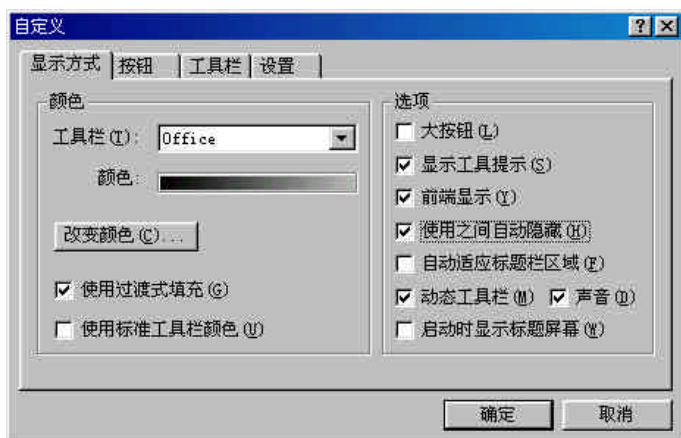 自定义
显示方式 按钮 工具栏 设置
颜色
工具栏(T): Office
颜色:
改变颜色(C)...
使用过渡式填充(G)
使用标准工具栏颜色(U)
选项
大按钮(L)
显示工具提示(S)
前端显示(Y)
使用之间自动隐藏(H)
自动适应标题栏区域(F)
动态工具栏(M) 声音(D)
启动时显示标题屏幕(W)
确定 取消